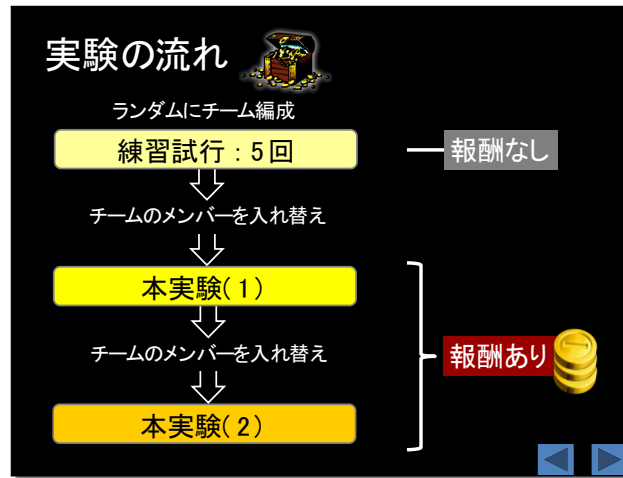 実験の流れ
ランダムにチーム編成
練習試行：５回
報酬なし
チームのメンバーを入れ替え
本実験(１)
チームのメンバーを入れ替え
報酬あり
本実験(２)